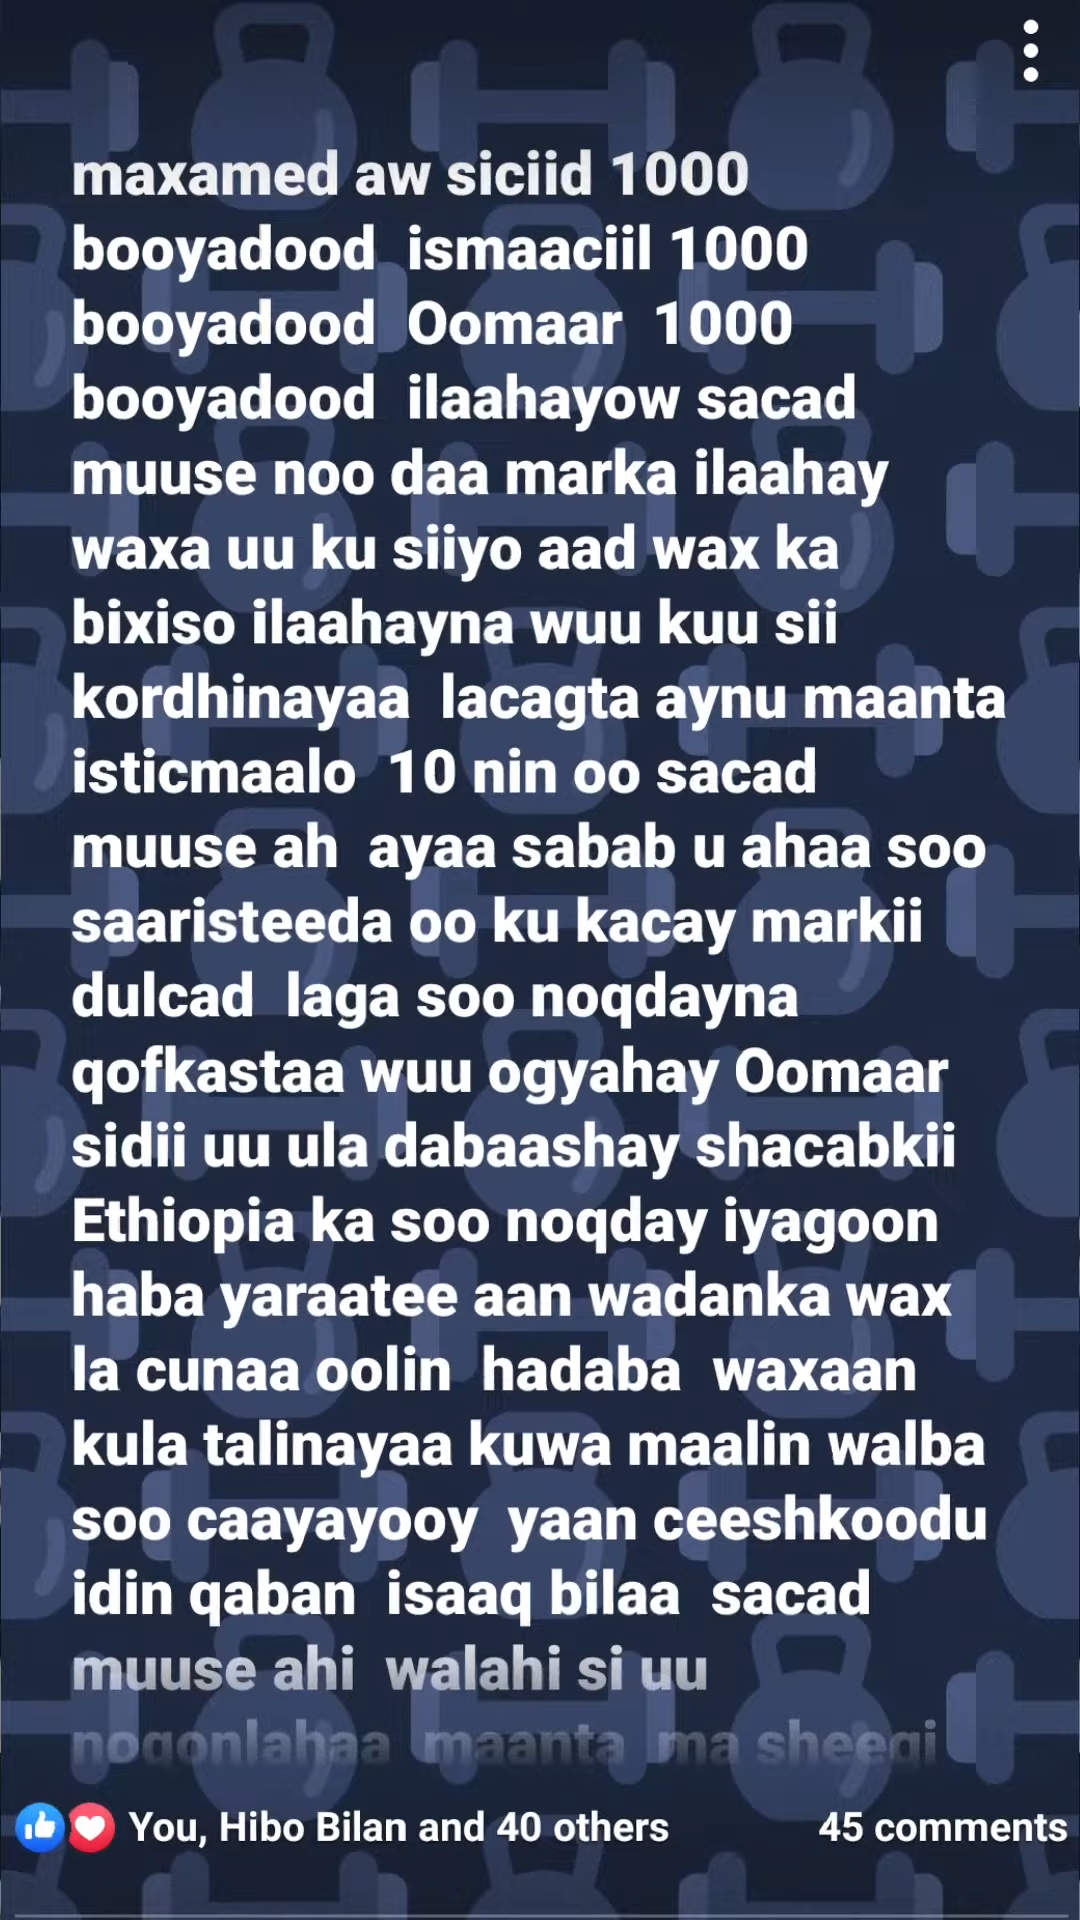 maxamed aw siciid 1000
booyadood ismaaciil 1000
booyadood Oomaar 1000
booyadood ilaahayow sacad
muuse noo daa marka ilaahay
waxa uu ku siiyo aad wax ka
bixiso ilaahayna wuu kuu sii
kordhinayaa lacagta aynu maanta
isticmaalo 10 nin oo sacad
muuse ah ayaa sabab u ahaa soo
saaristeeda oo ku kacay markii
dulcad laga soo noqdayna
qofkastaa wuu ogyahay Oomaar
sidii uu ula dabaashay shacabkii
Ethiopia ka soo noqday iyagoon
haba yaraatee aan wadanka wax
la cunaa oolin hadaba waxaan
kula talinayaa kuwa maalin walba
soo caayayooy yaan ceeshkoodu
idin qaban isaaq bilaa sacad
muuse ahi walahi si uu
noqonlahaa maanta ma sheegi
You, Hibo Bilan and 40 others
45 comments